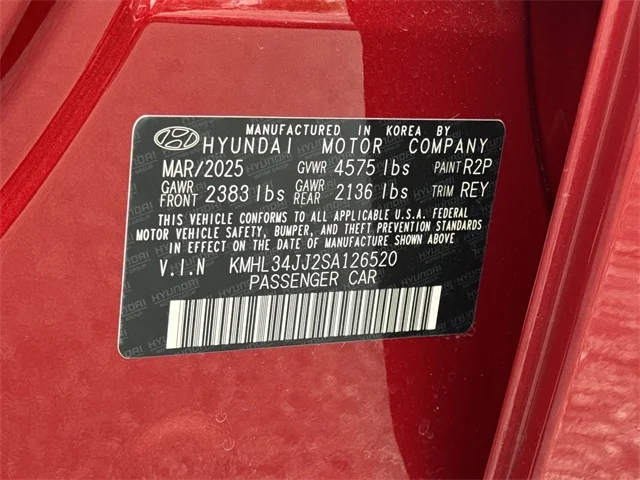 MANUFACTURED IN KOREA BY
HYUNDAI MOTOR COMPANY
MAR/2025 GVWR 4575 lbs PAINT R2P
GAWR FRONT 2383 lbs GAWR REAR 2136 lbs TRIM REY
THIS VEHICLE CONFORMS TO ALL APPLICABLE U.S.A. FEDERAL
MOTOR VEHICLE SAFETY, BUMPER, AND THEFT PREVENTION STANDARDS
IN EFFECT ON THE DATE OF MANUFACTURE SHOWN ABOVE
V.I.N KMHL34JJ2SA126520
PASSENGER CAR